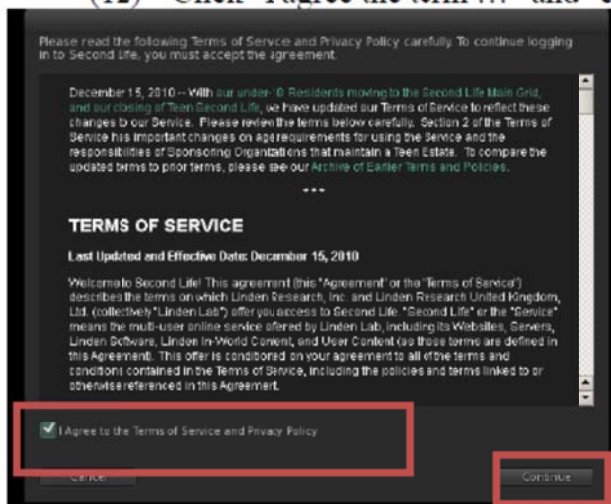 (12) Click "I agree the term …" and
Please read the following Terms of Service and Privacy Policy carefully. To continue logging
in to Second Life, you must accept the agreement.
December 15, 2010 -- With our under-18 Residents moving to the Second Life Main Grid,
and our closing of Teen Second Life, we have updated our Terms of Service to reflect these
changes to our Service. Please review the terms below carefully. Section 2 of the Terms of
Service has important changes on age requirements for using the Service and the
responsibilities of Sponsoring Organizations that maintain a Teen Estate. To compare the
updated terms to prior terms, please see our Archive of Earlier Terms and Policies.
***
TERMS OF SERVICE
Last Updated and Effective Date: December 15, 2010
Welcome to Second Life! This agreement (this "Agreement" or the "Terms of Service")
describes the terms on which Linden Research, Inc. and Linden Research United Kingdom,
Ltd. (collectively "Linden Lab") offer you access to Second Life. "Second Life" or the "Service"
means the multi-user online service offered by Linden Lab, including its Websites, Servers,
Linden Software, Linden In-World Content, and User Content (as those terms are defined in
this Agreement). This offer is conditioned on your agreement to all of the terms and
conditions contained in the Terms of Service, including the policies and terms linked to or
otherwise referenced in this Agreement.
I Agree to the Terms of Service and Privacy Policy
Cancel
Continue